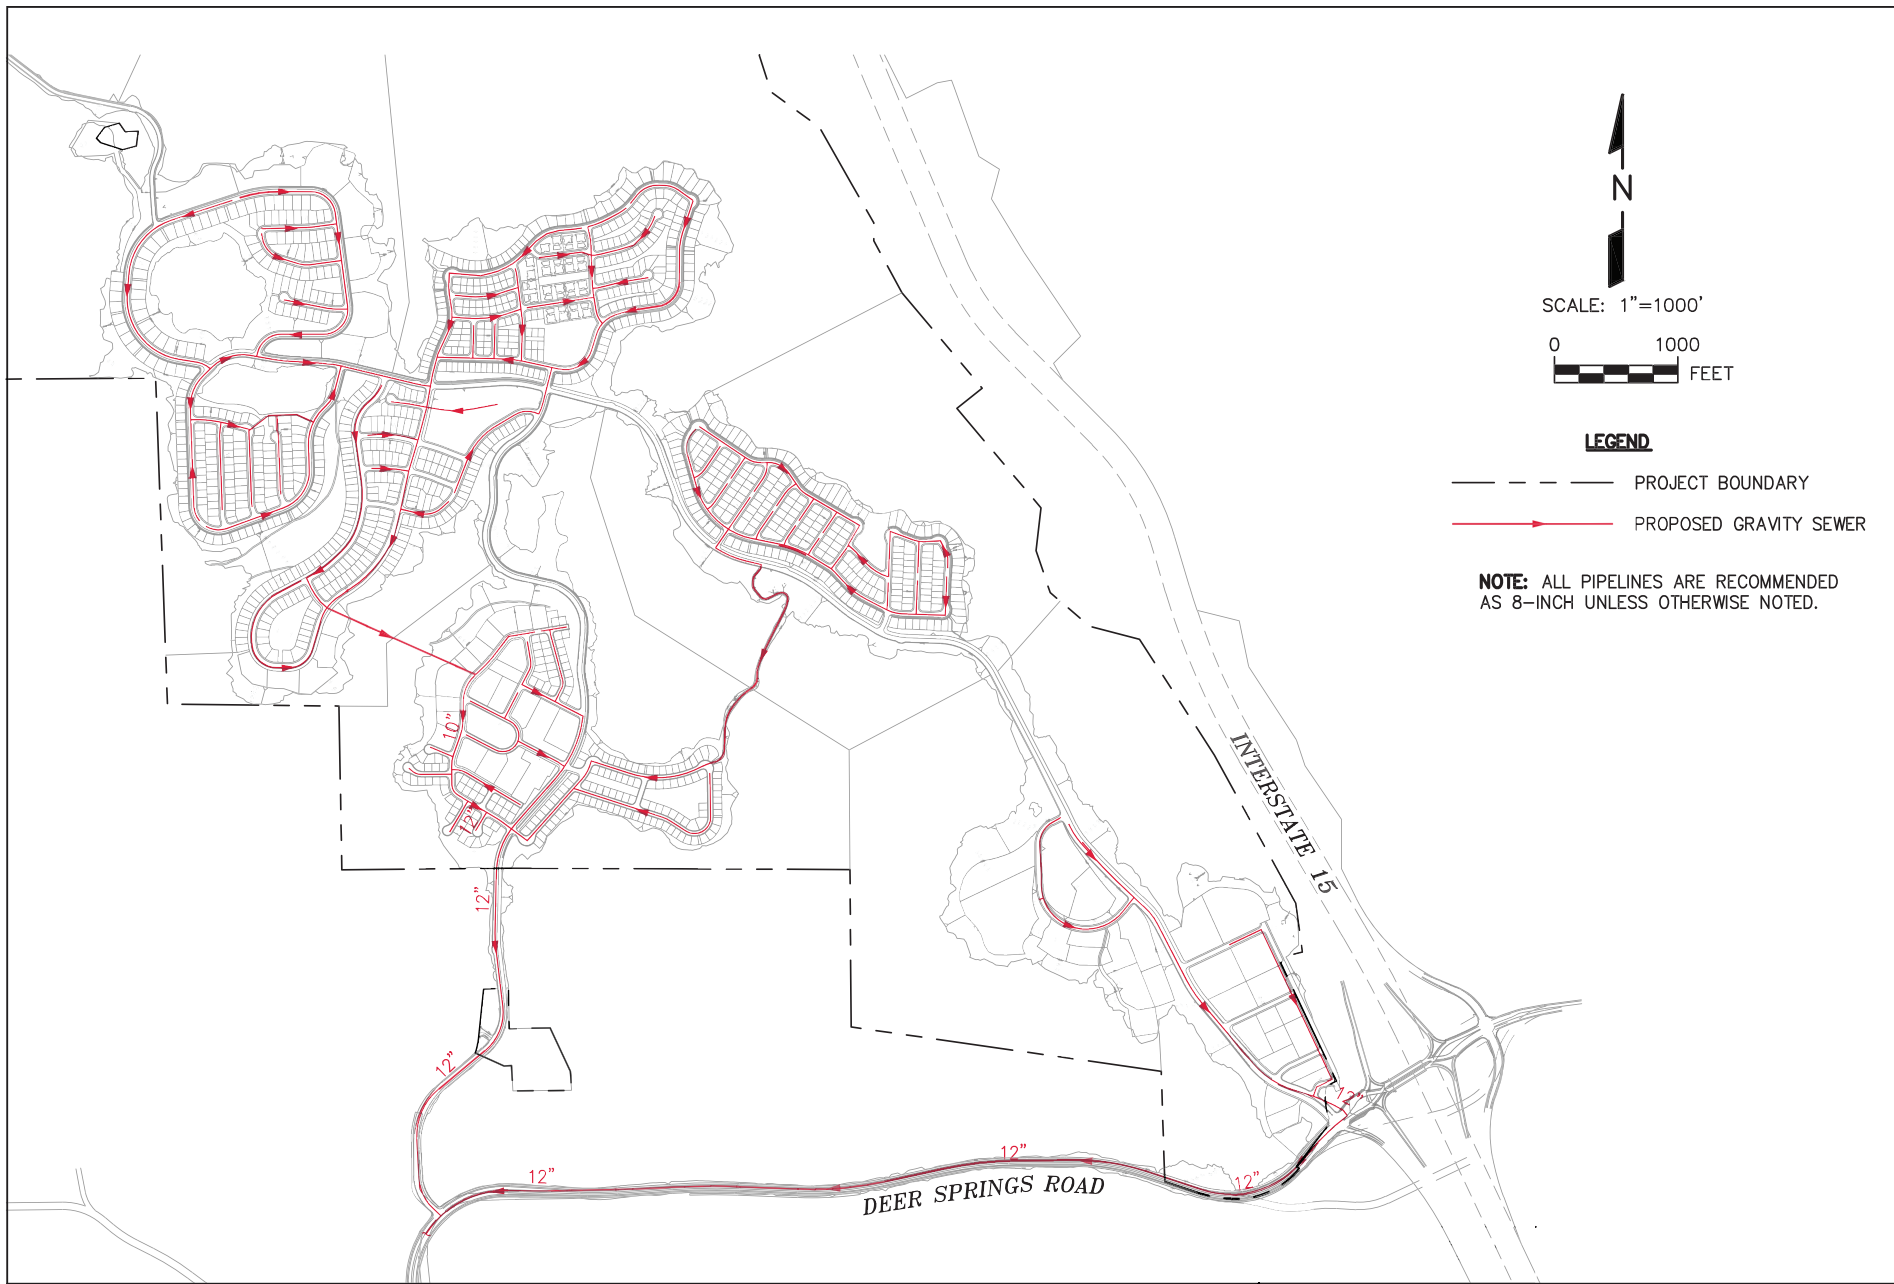 N
SCALE: 1"=1000'
0 1000
FEET
LEGEND
PROJECT BOUNDARY
PROPOSED GRAVITY SEWER
NOTE: ALL PIPELINES ARE RECOMMENDED
AS 8-INCH UNLESS OTHERWISE NOTED.
10"
12"
12"
12"
INTERSTATE 15
12"
12"
12"
12"
DEER SPRINGS ROAD